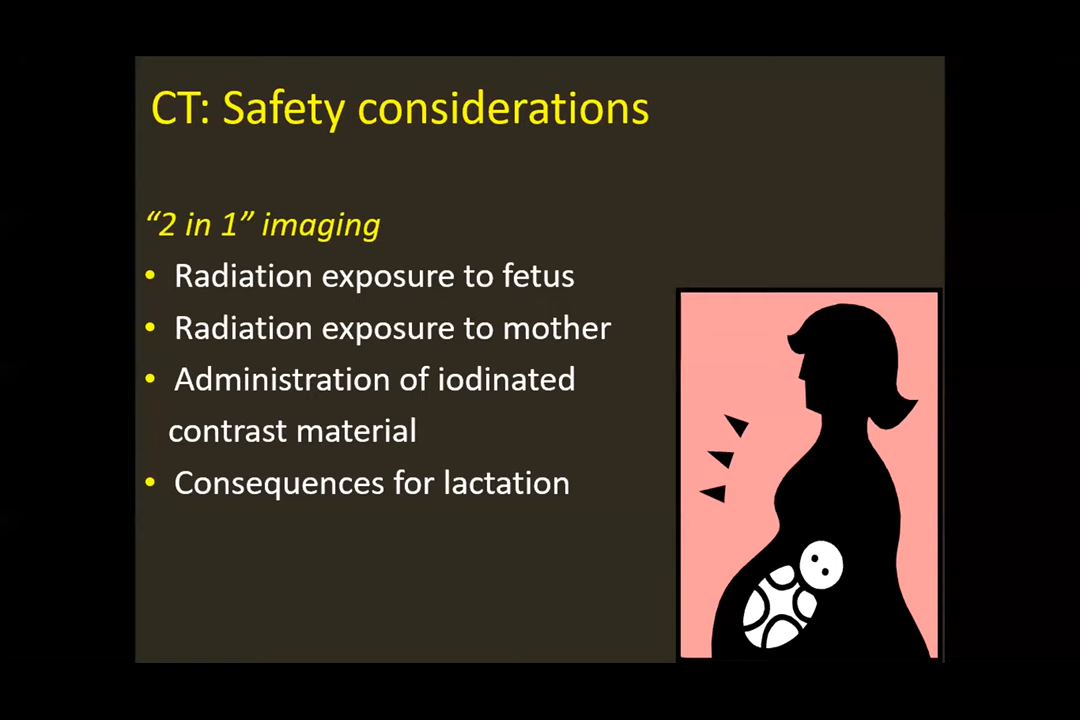 CT: Safety considerations
“2 in 1” imaging
• Radiation exposure to fetus
• Radiation exposure to mother
• Administration of iodinated
contrast material
• Consequences for lactation